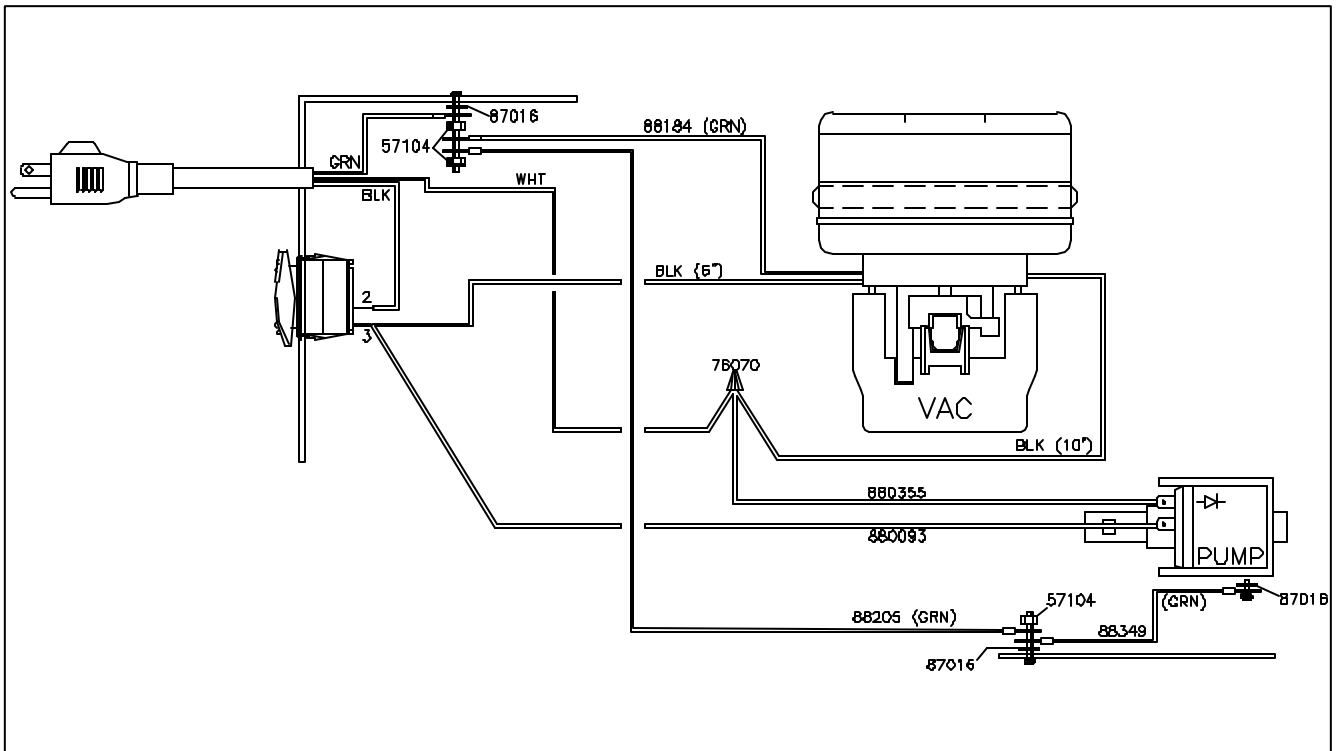 87016
88184 (GRN)
57104
GRN
WHT
BLK
BLK (6")
2
3
76070
VAC
BLK (10")
880355
880093
PUMP
57104
(GRN)
87018
88205 (GRN)
88349
87016